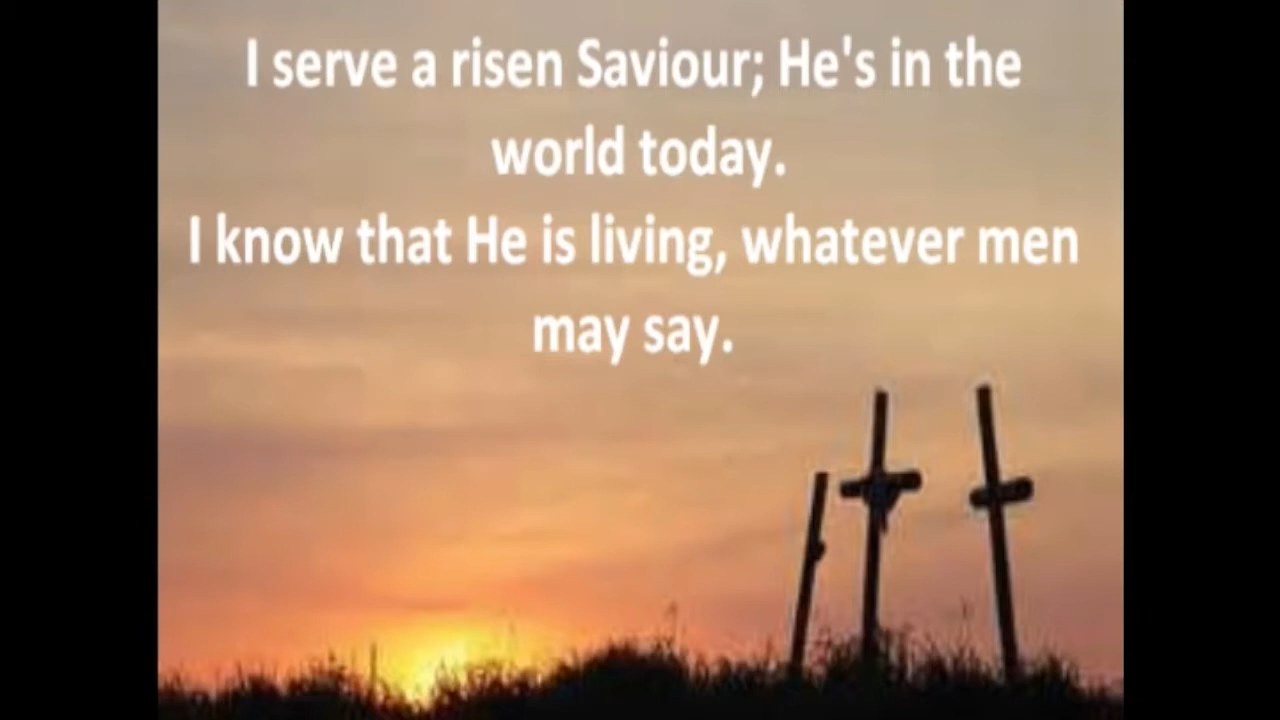 I serve a risen Saviour; He's in the
world today.
I know that He is living, whatever men
may say.